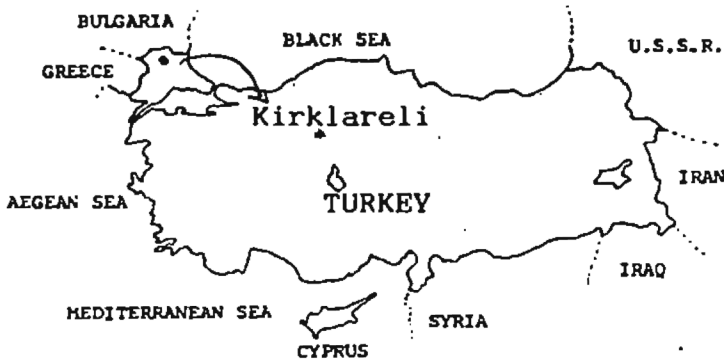 BULGARIA
BLACK SEA
U.S.S.R.
GREECE
Kirklareli
IRAN
AEGEAN SEA
TURKEY
IRAQ
MEDITERRANEAN SEA
SYRIA
CYPRUS